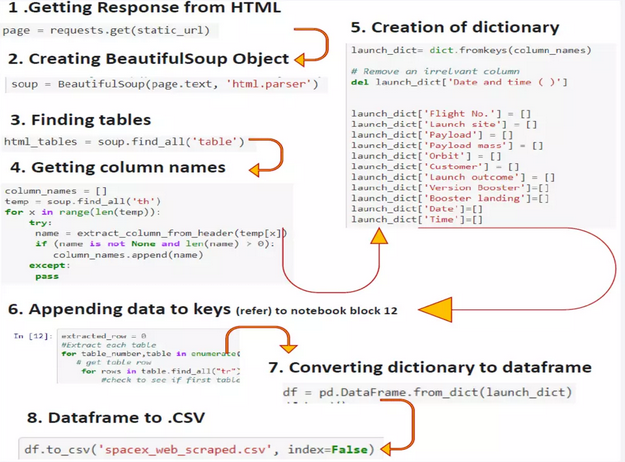 1 .Getting Response from HTML
page = requests.get(static_url)
2. Creating BeautifulSoup Object
soup = BeautifulSoup(page.text, 'html.parser')
3. Finding tables
html_tables = soup.find_all('table')
4. Getting column names
column_names = []
temp = soup.find_all('th')
for x in range(len(temp)):
try:
name = extract_column_from_header(temp[x])
if (name is not None and len(name) > 0):
column_names.append(name)
except:
pass
5. Creation of dictionary
launch_dict= dict.fromkeys(column_names)
# Remove an irrelvant column
del launch_dict['Date and time ( )']
launch_dict['Flight No.'] = []
launch_dict['Launch site'] = []
launch_dict['Payload'] = []
launch_dict['Payload mass'] = []
launch_dict['Orbit'] = []
launch_dict['Customer'] = []
launch_dict['Launch outcome'] = []
launch_dict['Version Booster']=[]
launch_dict['Booster landing']=[]
launch_dict['Date']=[]
launch_dict['Time']=[]
6. Appending data to keys (refer) to notebook block 12
In [12]: extracted_row = 0
#Extract each table
for table_number,table in enumerate(
# get table row
for rows in table.find_all("tr"
#check to see if first table
7. Converting dictionary to dataframe
df = pd.DataFrame.from_dict(launch_dict)
8. Dataframe to .CSV
df.to_csv('spacex_web_scraped.csv', index=False)